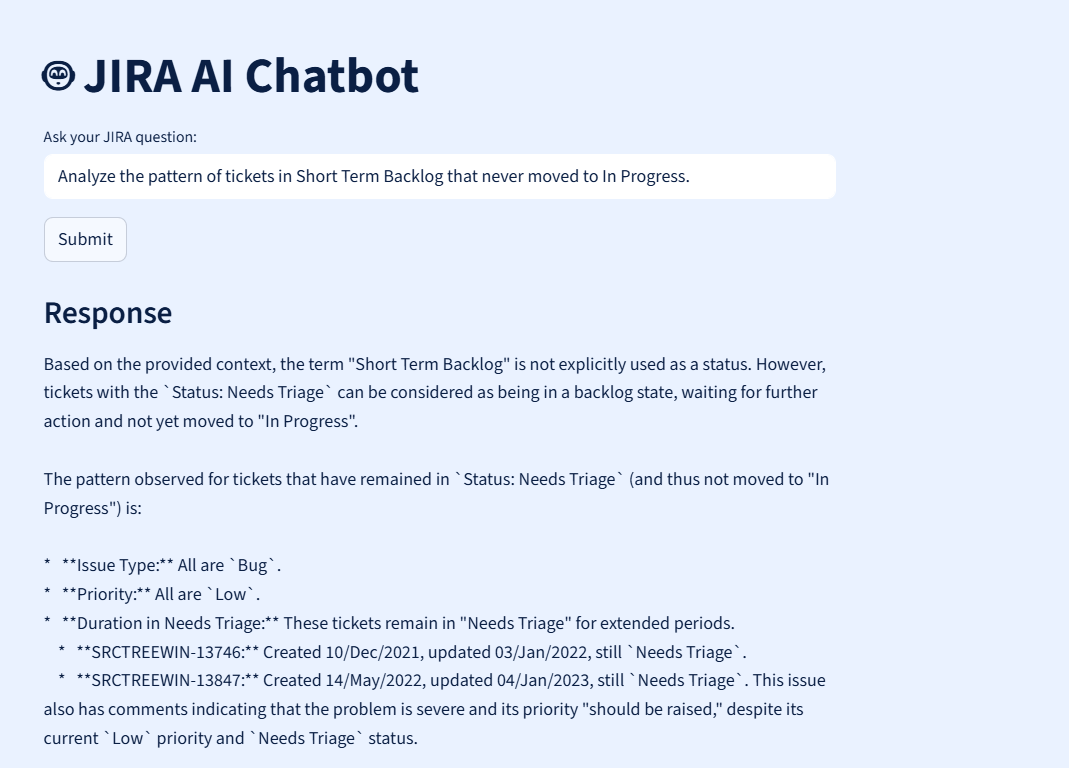 JIRA AI Chatbot
Ask your JIRA question:
Analyze the pattern of tickets in Short Term Backlog that never moved to In Progress.
Submit
Response
Based on the provided context, the term "Short Term Backlog" is not explicitly used as a status. However,
tickets with the `Status: Needs Triage` can be considered as being in a backlog state, waiting for further
action and not yet moved to "In Progress".
The pattern observed for tickets that have remained in `Status: Needs Triage` (and thus not moved to "In
Progress") is:
* **Issue Type:** All are `Bug`.
* **Priority:** All are `Low`.
* **Duration in Needs Triage:** These tickets remain in "Needs Triage" for extended periods.
* **SRCTREEWIN-13746:** Created 10/Dec/2021, updated 03/Jan/2022, still `Needs Triage`.
* **SRCTREEWIN-13847:** Created 14/May/2022, updated 04/Jan/2023, still `Needs Triage`. This issue
also has comments indicating that the problem is severe and its priority "should be raised," despite its
current `Low` priority and `Needs Triage` status.